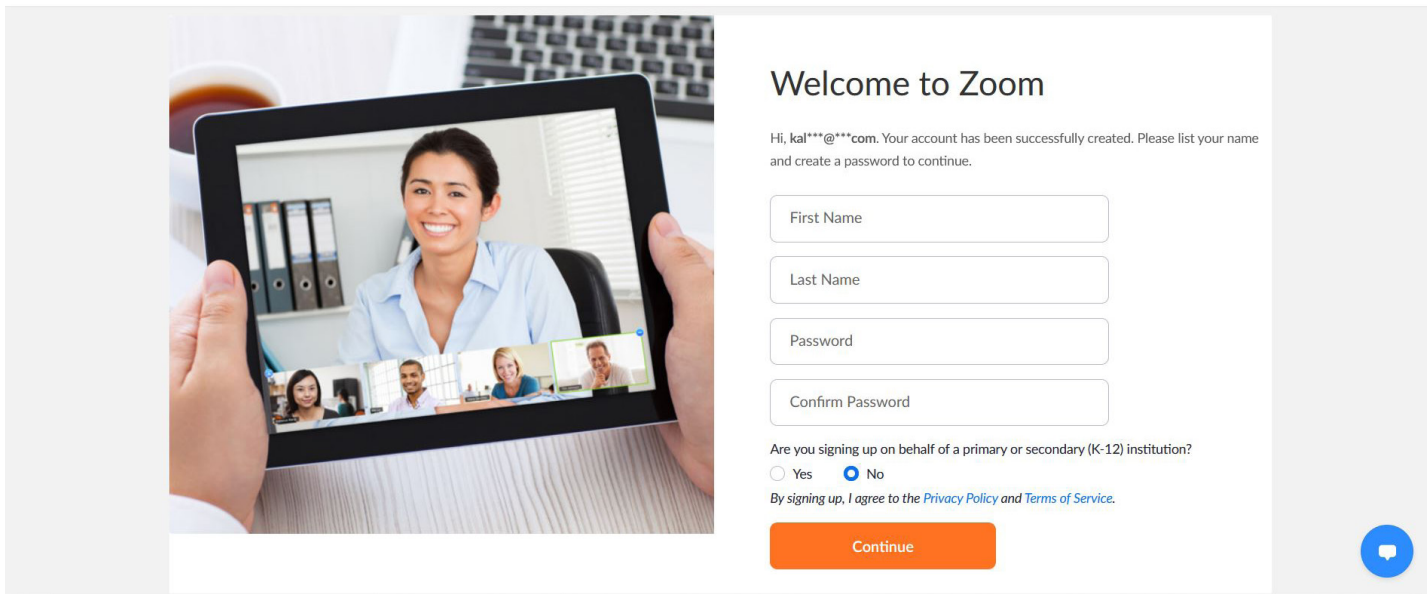 Welcome to Zoom
Hi, kal***@***com. Your account has been successfully created. Please list your name
and create a password to continue.
First Name
Last Name
Password
Confirm Password
Are you signing up on behalf of a primary or secondary (K-12) institution?
Yes No
By signing up, I agree to the Privacy Policy and Terms of Service.
Continue